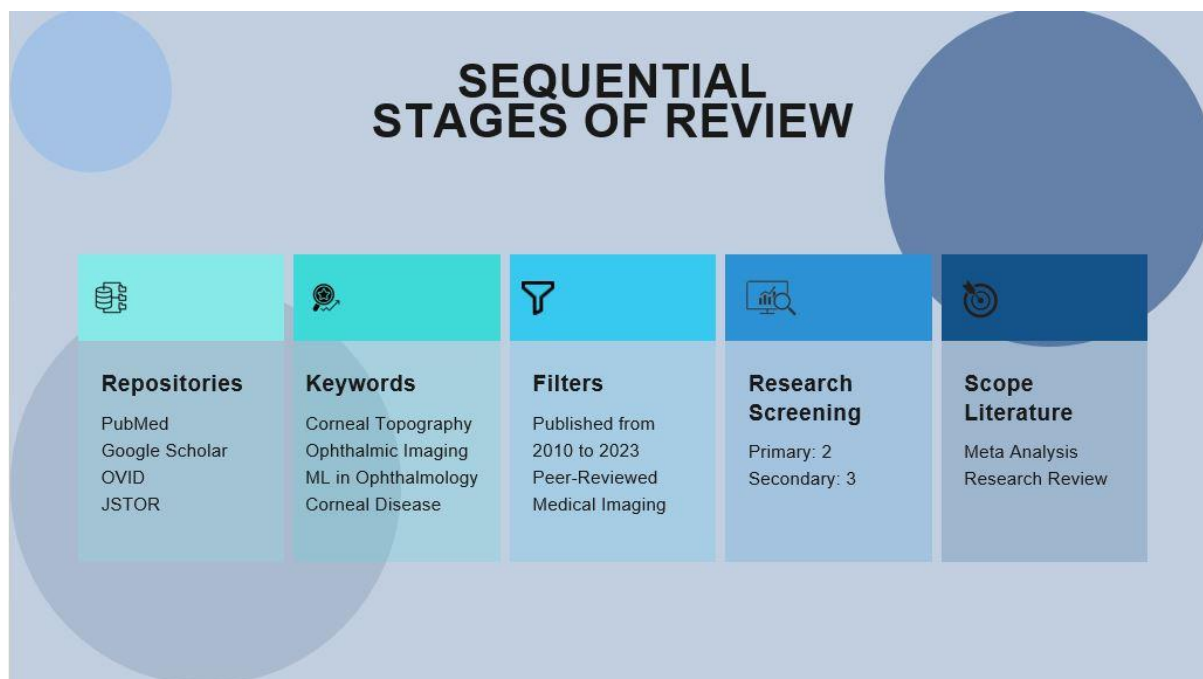 SEQUENTIAL
STAGES OF REVIEW
Repositories
PubMed
Google Scholar
OVID
JSTOR
Keywords
Corneal Topography
Ophthalmic Imaging
ML in Ophthalmology
Corneal Disease
Filters
Published from
2010 to 2023
Peer-Reviewed
Medical Imaging
Research
Screening
Primary: 2
Secondary: 3
Scope
Literature
Meta Analysis
Research Review